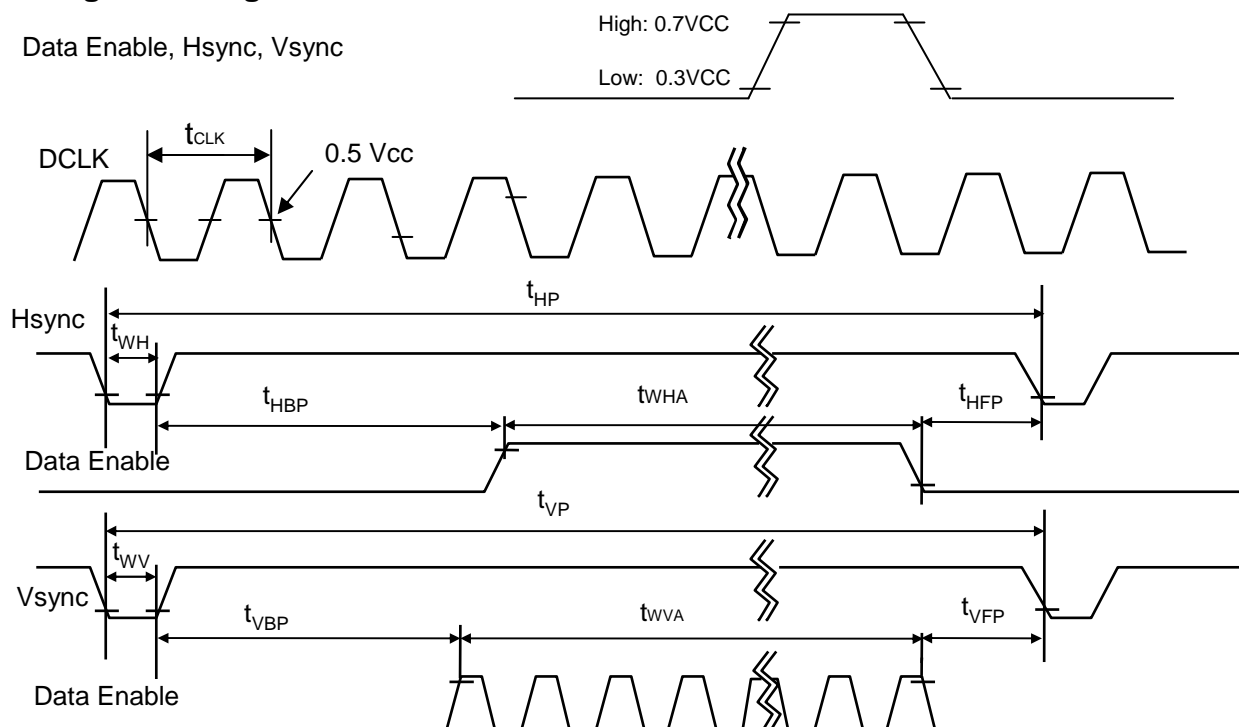 Data Enable, Hsync, Vsync
High: 0.7VCC
Low: 0.3VCC
tCLK
DCLK
0.5 Vcc
tHP
Hsync
tWH
tHBP
tWHA
tHFP
Data Enable
tVP
tWV
Vsync
tVBP
tWVA
tVFP
Data Enable